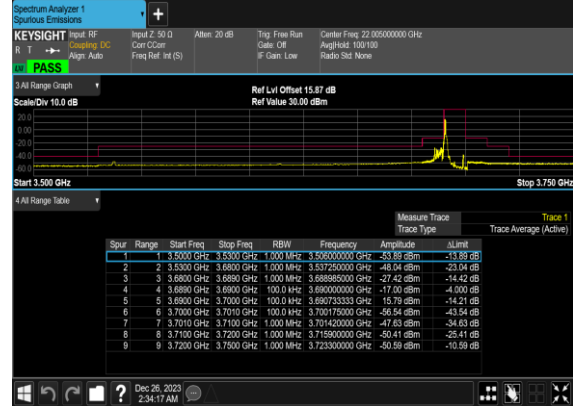 Spectrum Analyzer 1
Spurious Emissions
+
KEYSIGHT Input: RF Input Z: 50 Ω Atten: 20 dB Trig: Free Run Center Freq: 22.005000000 GHz
R T Coupling: DC Corr CCorr Gate: Off Avg|Hold: 100/100
Align: Auto Freq Ref: Int (S) IF Gain: Low Radio Std: None
PASS
3 All Range Graph Ref Lvl Offset 15.87 dB
Scale/Div 10.0 dB Ref Value 30.00 dBm
20.0
0.00
-20.0
-40.0
-60.0
Start 3.500 GHz Stop 3.750 GHz
4 All Range Table
Measure Trace Trace 1
Trace Type Trace Average (Active)
Spur Range Start Freq Stop Freq RBW Frequency Amplitude ΔLimit
1 1 3.5000 GHz 3.5300 GHz 1.000 MHz 3.506000000 GHz -53.89 dBm -13.89 dB
2 2 3.5300 GHz 3.6800 GHz 1.000 MHz 3.537250000 GHz -48.04 dBm -23.04 dB
3 3 3.6800 GHz 3.6890 GHz 1.000 MHz 3.688985000 GHz -27.42 dBm -14.42 dB
4 4 3.6890 GHz 3.6900 GHz 100.0 kHz 3.690000000 GHz -17.00 dBm -4.000 dB
5 5 3.6900 GHz 3.7000 GHz 100.0 kHz 3.690733333 GHz 15.79 dBm -14.21 dB
6 6 3.7000 GHz 3.7010 GHz 100.0 kHz 3.700175000 GHz -56.54 dBm -43.54 dB
7 7 3.7010 GHz 3.7100 GHz 1.000 MHz 3.701420000 GHz -47.63 dBm -34.63 dB
8 8 3.7100 GHz 3.7200 GHz 1.000 MHz 3.715900000 GHz -50.41 dBm -25.41 dB
9 9 3.7200 GHz 3.7500 GHz 1.000 MHz 3.723300000 GHz -50.59 dBm -10.59 dB
? Dec 26, 2023
2:34:17 AM